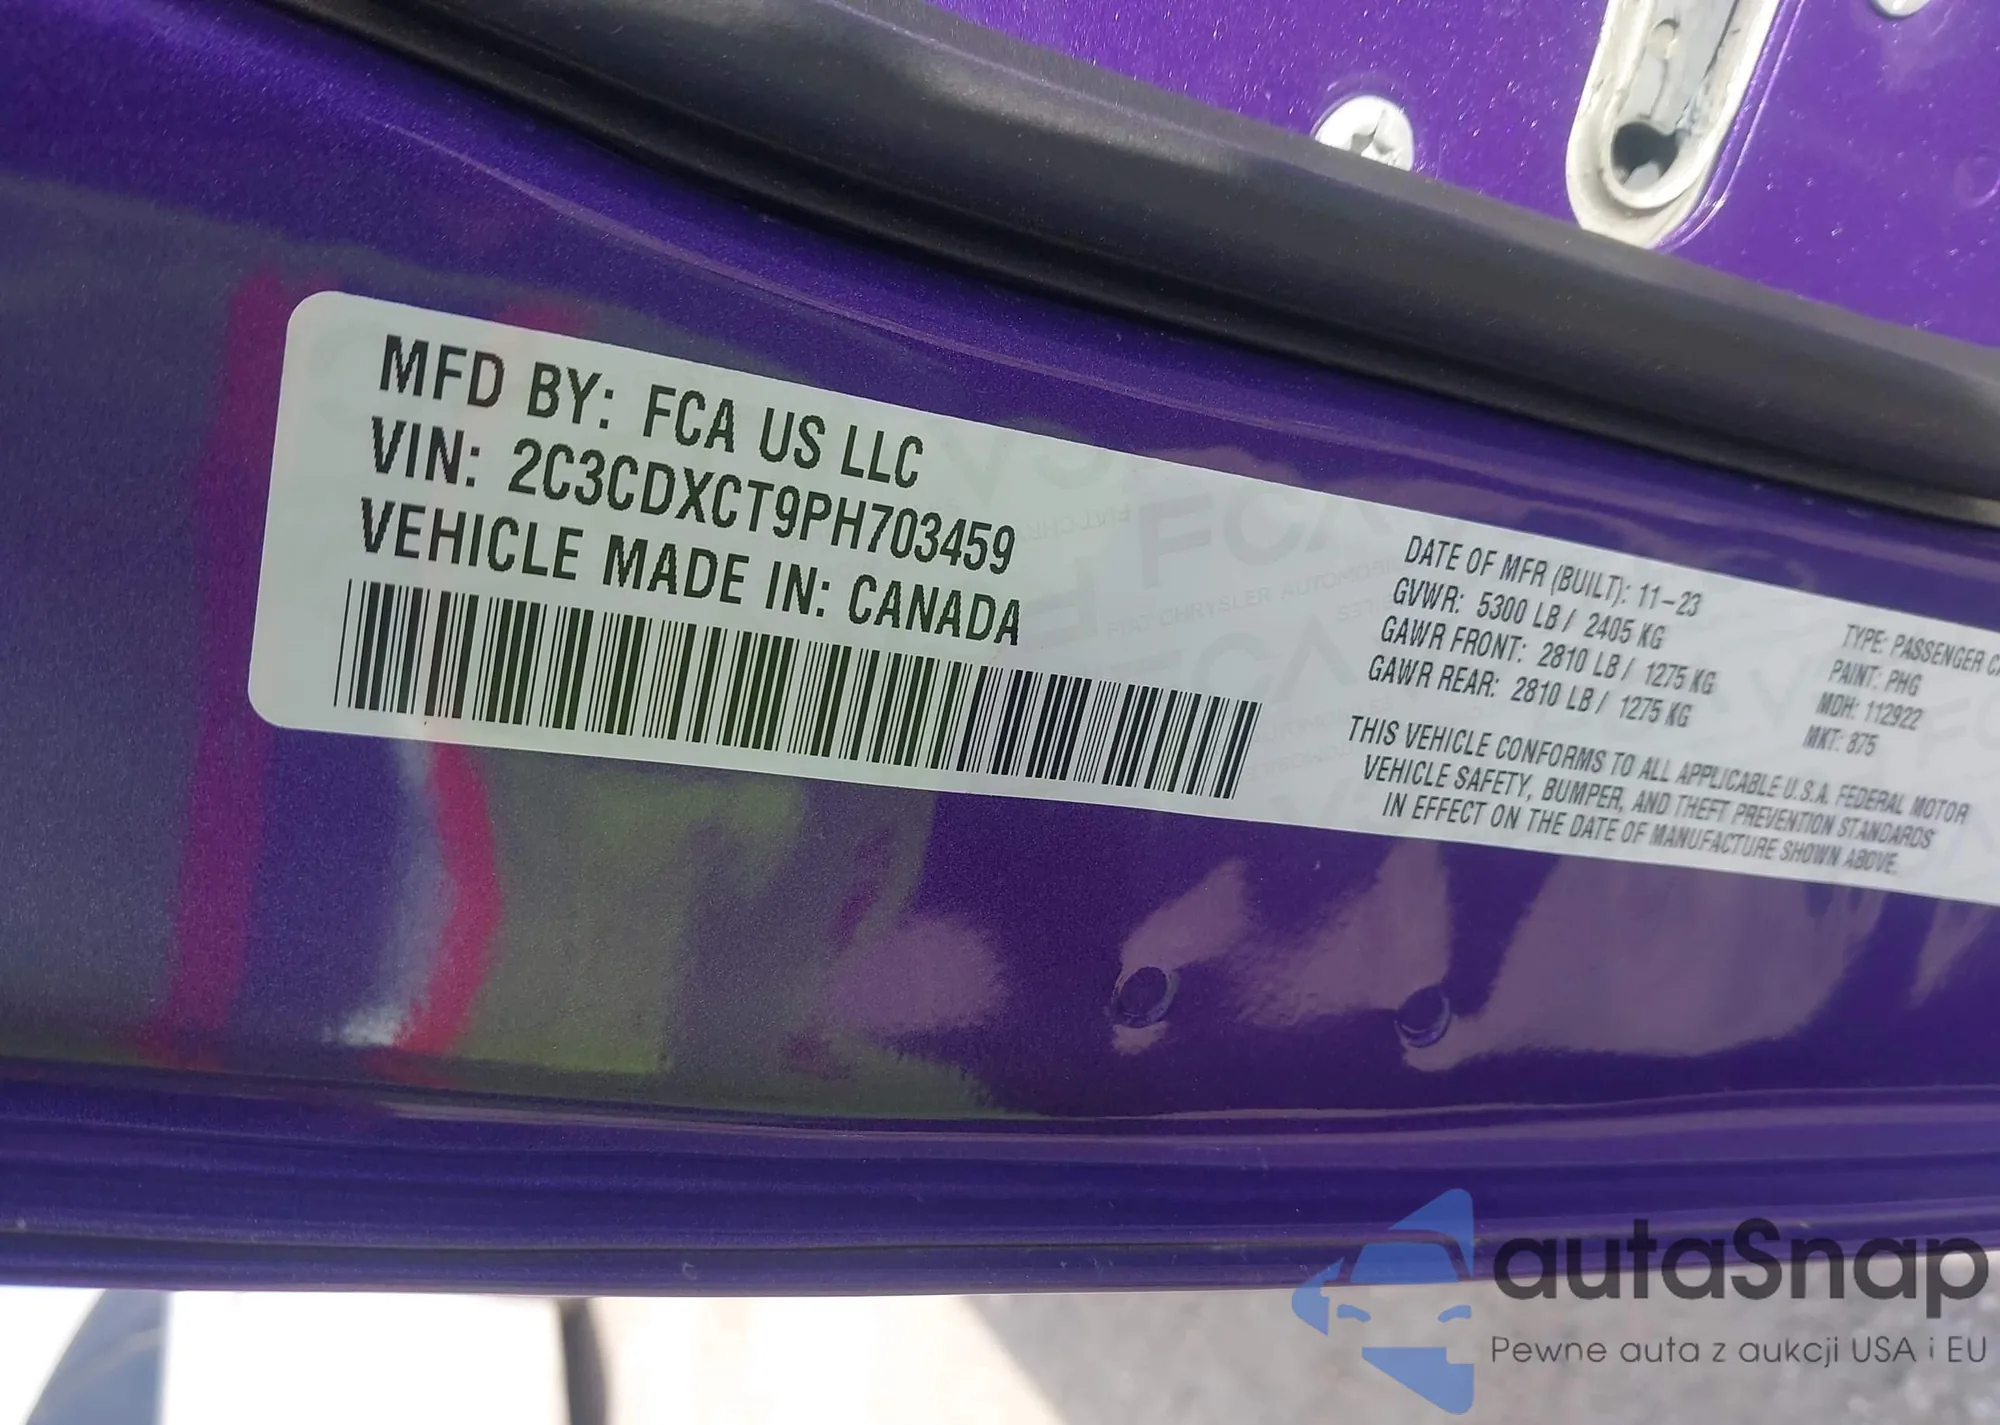 MFD BY: FCA US LLC
VIN: 2C3CDXCT9PH703459
VEHICLE MADE IN: CANADA
DATE OF MFR (BUILT): 11-23
GVWR: 5300 LB / 2405 KG
GAWR FRONT: 2810 LB / 1275 KG
GAWR REAR: 2810 LB / 1275 KG
TYPE: PASSENGER
PAINT: PHG
MDH: 112922
MKT: 875
THIS VEHICLE CONFORMS TO ALL APPLICABLE U.S.A. FEDERAL MOTOR
VEHICLE SAFETY, BUMPER, AND THEFT PREVENTION STANDARDS
IN EFFECT ON THE DATE OF MANUFACTURE SHOWN ABOVE.
autaSnap
Pewne auta z aukcji USA i EU